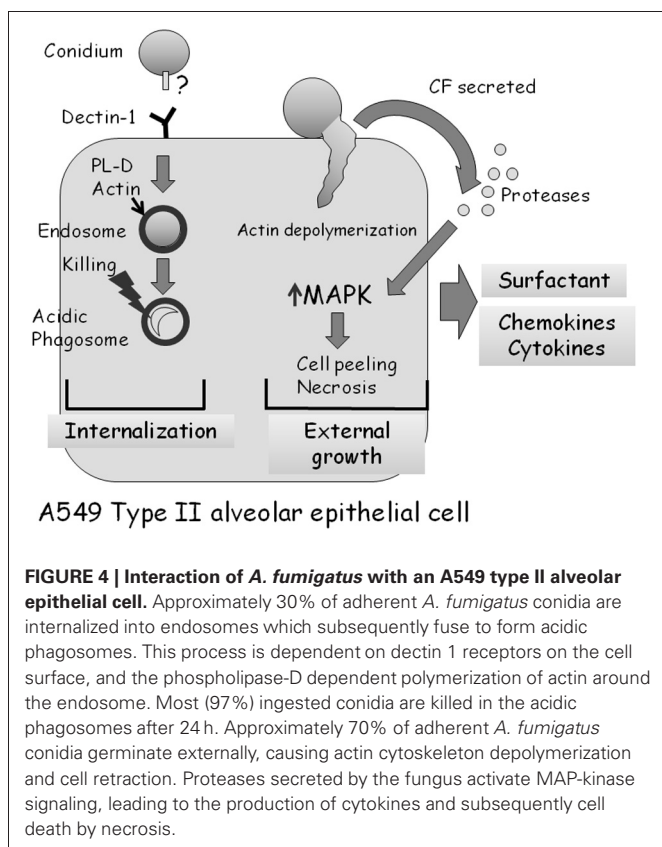 Conidium
?
Dectin-1
PL-D
Actin
Endosome
Killing
Acidic
Phagosome
Internalization
CF secreted
Proteases
Actin depolymerization
↑MAPK
Cell peeling
Necrosis
External
growth
Surfactant
Chemokines
Cytokines
A549 Type II alveolar epithelial cell
FIGURE 4 | Interaction of A. fumigatus with an A549 type II alveolar
epithelial cell. Approximately 30% of adherent A. fumigatus conidia are
internalized into endosomes which subsequently fuse to form acidic
phagosomes. This process is dependent on dectin 1 receptors on the cell
surface, and the phospholipase-D dependent polymerization of actin around
the endosome. Most (97%) ingested conidia are killed in the acidic
phagosomes after 24 h. Approximately 70% of adherent A. fumigatus
conidia germinate externally, causing actin cytoskeleton depolymerization
and cell retraction. Proteases secreted by the fungus activate MAP-kinase
signaling, leading to the production of cytokines and subsequently cell
death by necrosis.